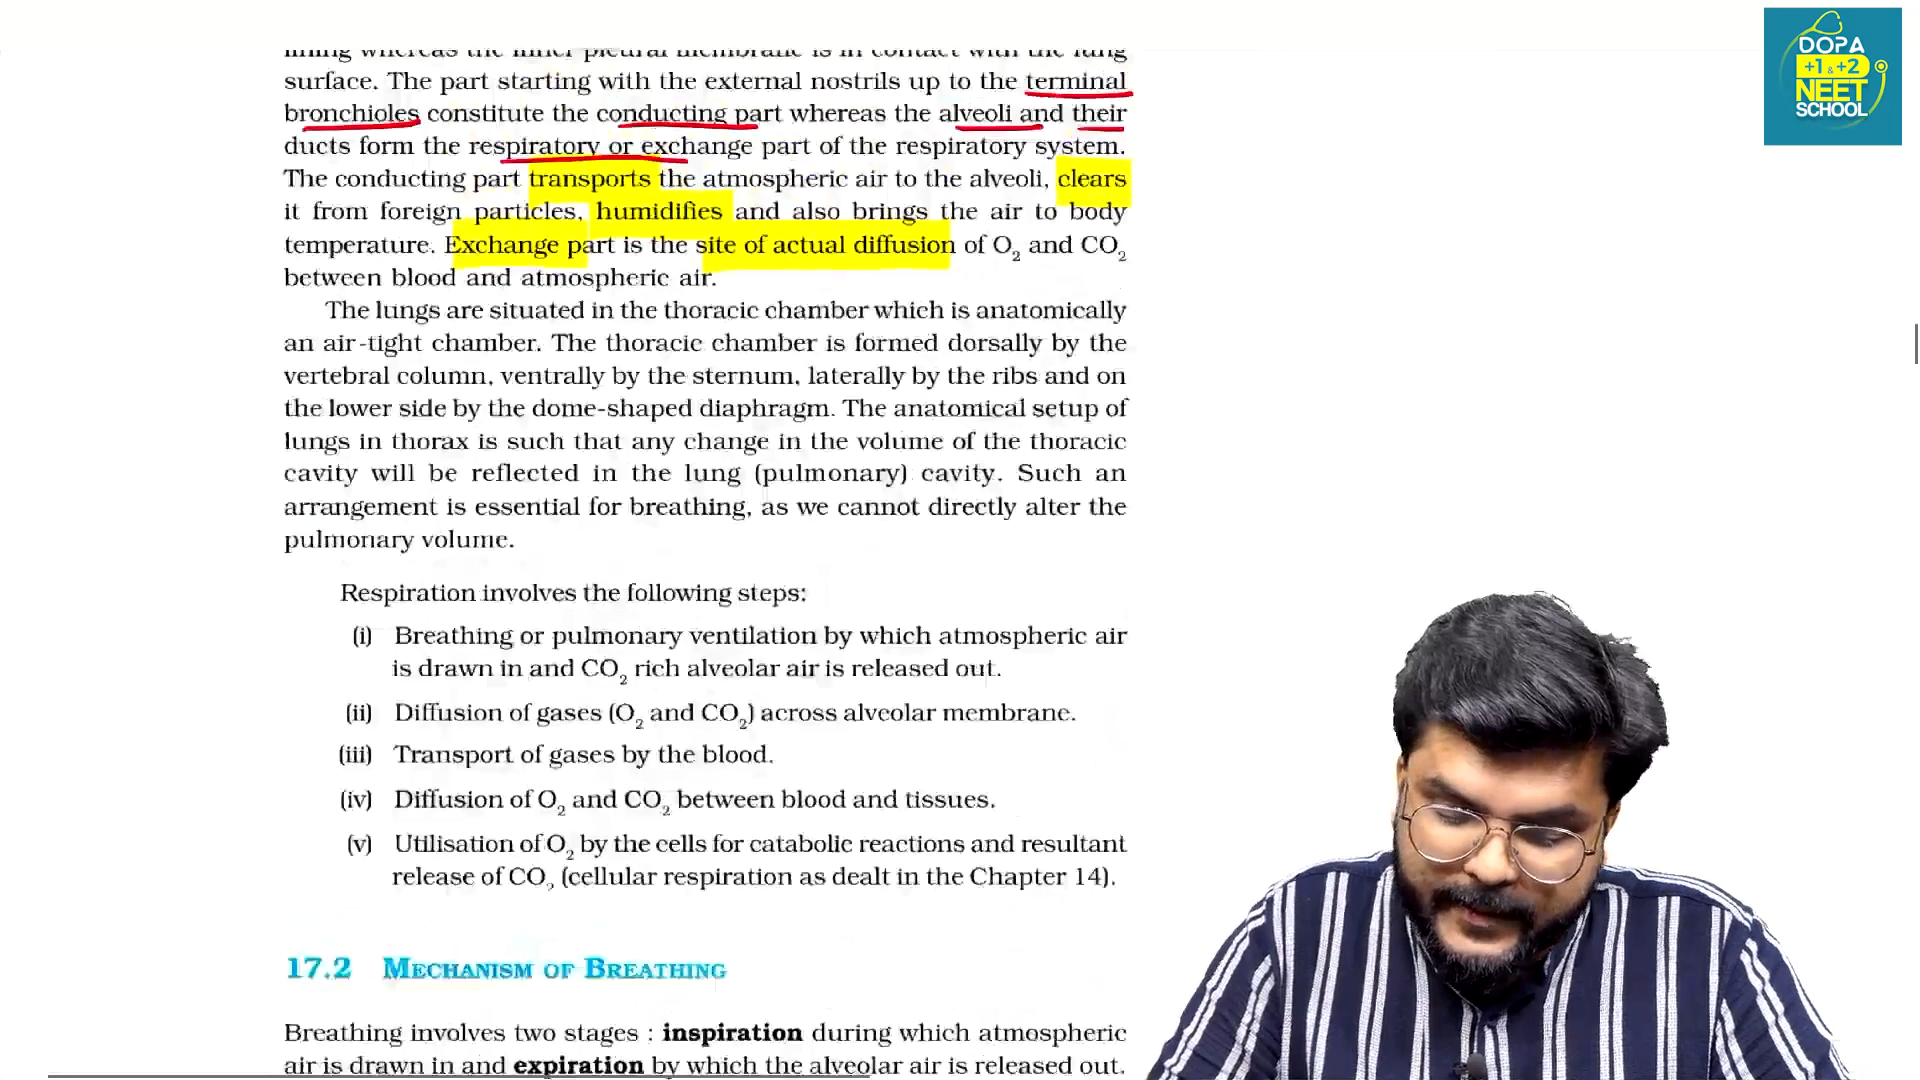 lining whereas the inner pleural membrane is in contact with the lung
surface. The part starting with the external nostrils up to the terminal
bronchioles constitute the conducting part whereas the alveoli and their
ducts form the respiratory or exchange part of the respiratory system.
The conducting part transports the atmospheric air to the alveoli, clears
it from foreign particles, humidifies and also brings the air to body
temperature. Exchange part is the site of actual diffusion of O₂ and CO₂
between blood and atmospheric air.
The lungs are situated in the thoracic chamber which is anatomically
an air-tight chamber. The thoracic chamber is formed dorsally by the
vertebral column, ventrally by the sternum, laterally by the ribs and on
the lower side by the dome-shaped diaphragm. The anatomical setup of
lungs in thorax is such that any change in the volume of the thoracic
cavity will be reflected in the lung (pulmonary) cavity. Such an
arrangement is essential for breathing, as we cannot directly alter the
pulmonary volume.
Respiration involves the following steps:
(i) Breathing or pulmonary ventilation by which atmospheric air
is drawn in and CO₂ rich alveolar air is released out.
(ii) Diffusion of gases (O₂ and CO₂) across alveolar membrane.
(iii) Transport of gases by the blood.
(iv) Diffusion of O₂ and CO₂ between blood and tissues.
(v) Utilisation of O₂ by the cells for catabolic reactions and resultant
release of CO₂ (cellular respiration as dealt in the Chapter 14).
17.2 MECHANISM OF BREATHING
Breathing involves two stages : inspiration during which atmospheric
air is drawn in and expiration by which the alveolar air is released out.
DOPA
+1 & +2
NEET
SCHOOL